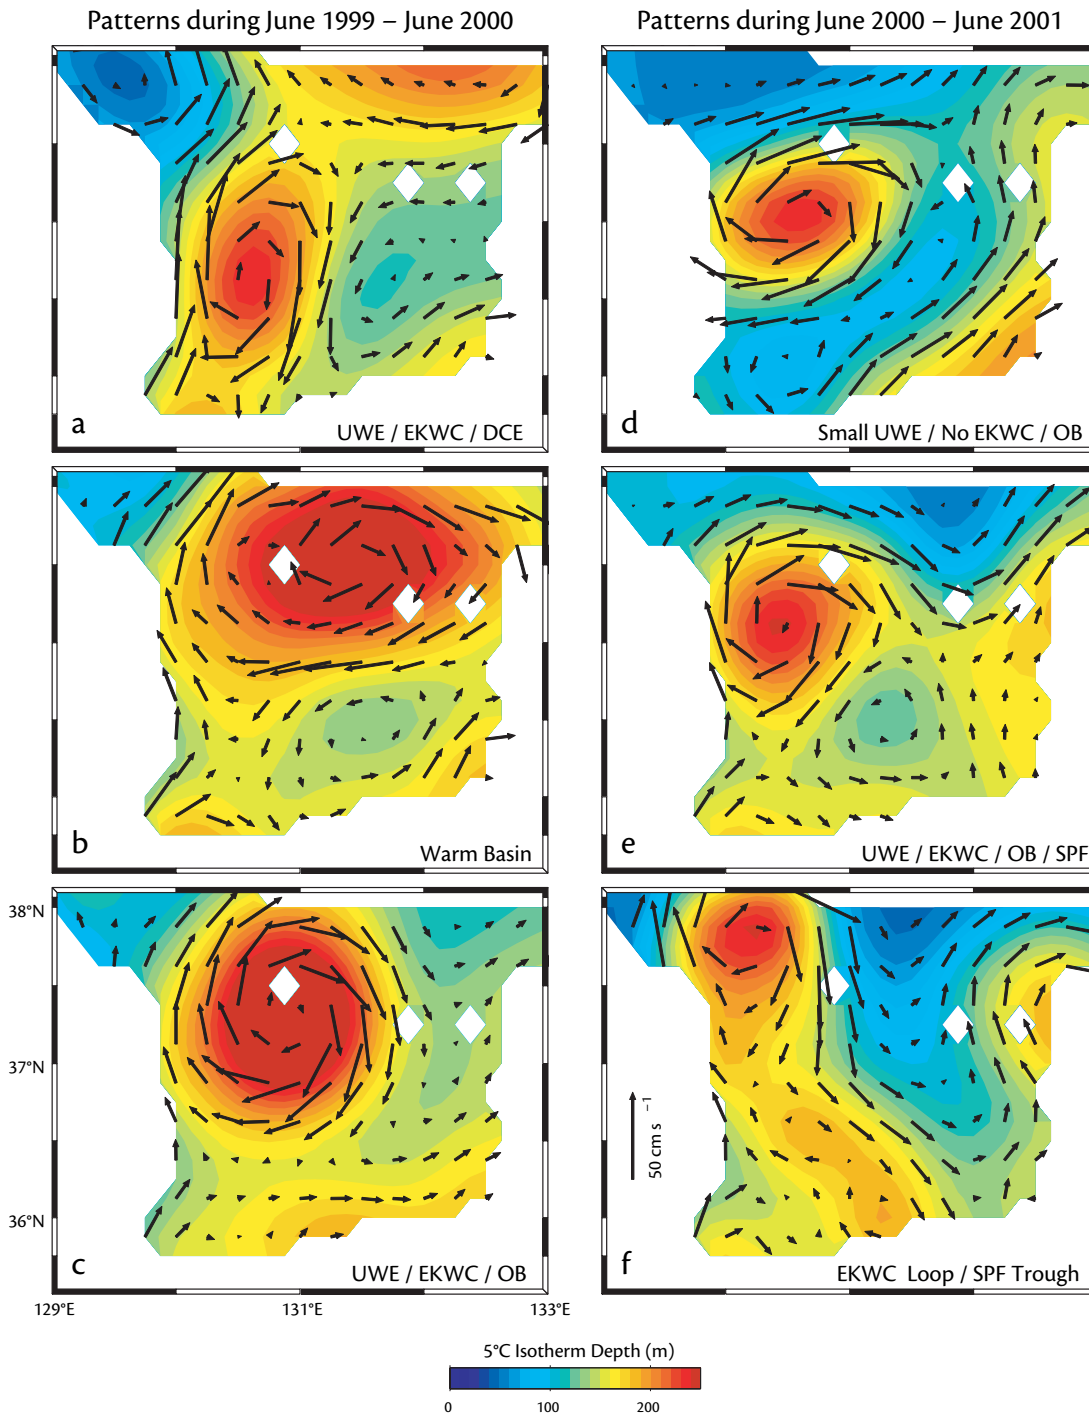 Patterns during June 1999 – June 2000
Patterns during June 2000 – June 2001
a
UWE / EKWC / DCE
d
Small UWE / No EKWC / OB
b
Warm Basin
e
UWE / EKWC / OB / SPF
38°N
37°N
36°N
c
UWE / EKWC / OB
50 cm s⁻¹
f
EKWC Loop / SPF Trough
129°E
131°E
133°E
5°C Isotherm Depth (m)
0
100
200